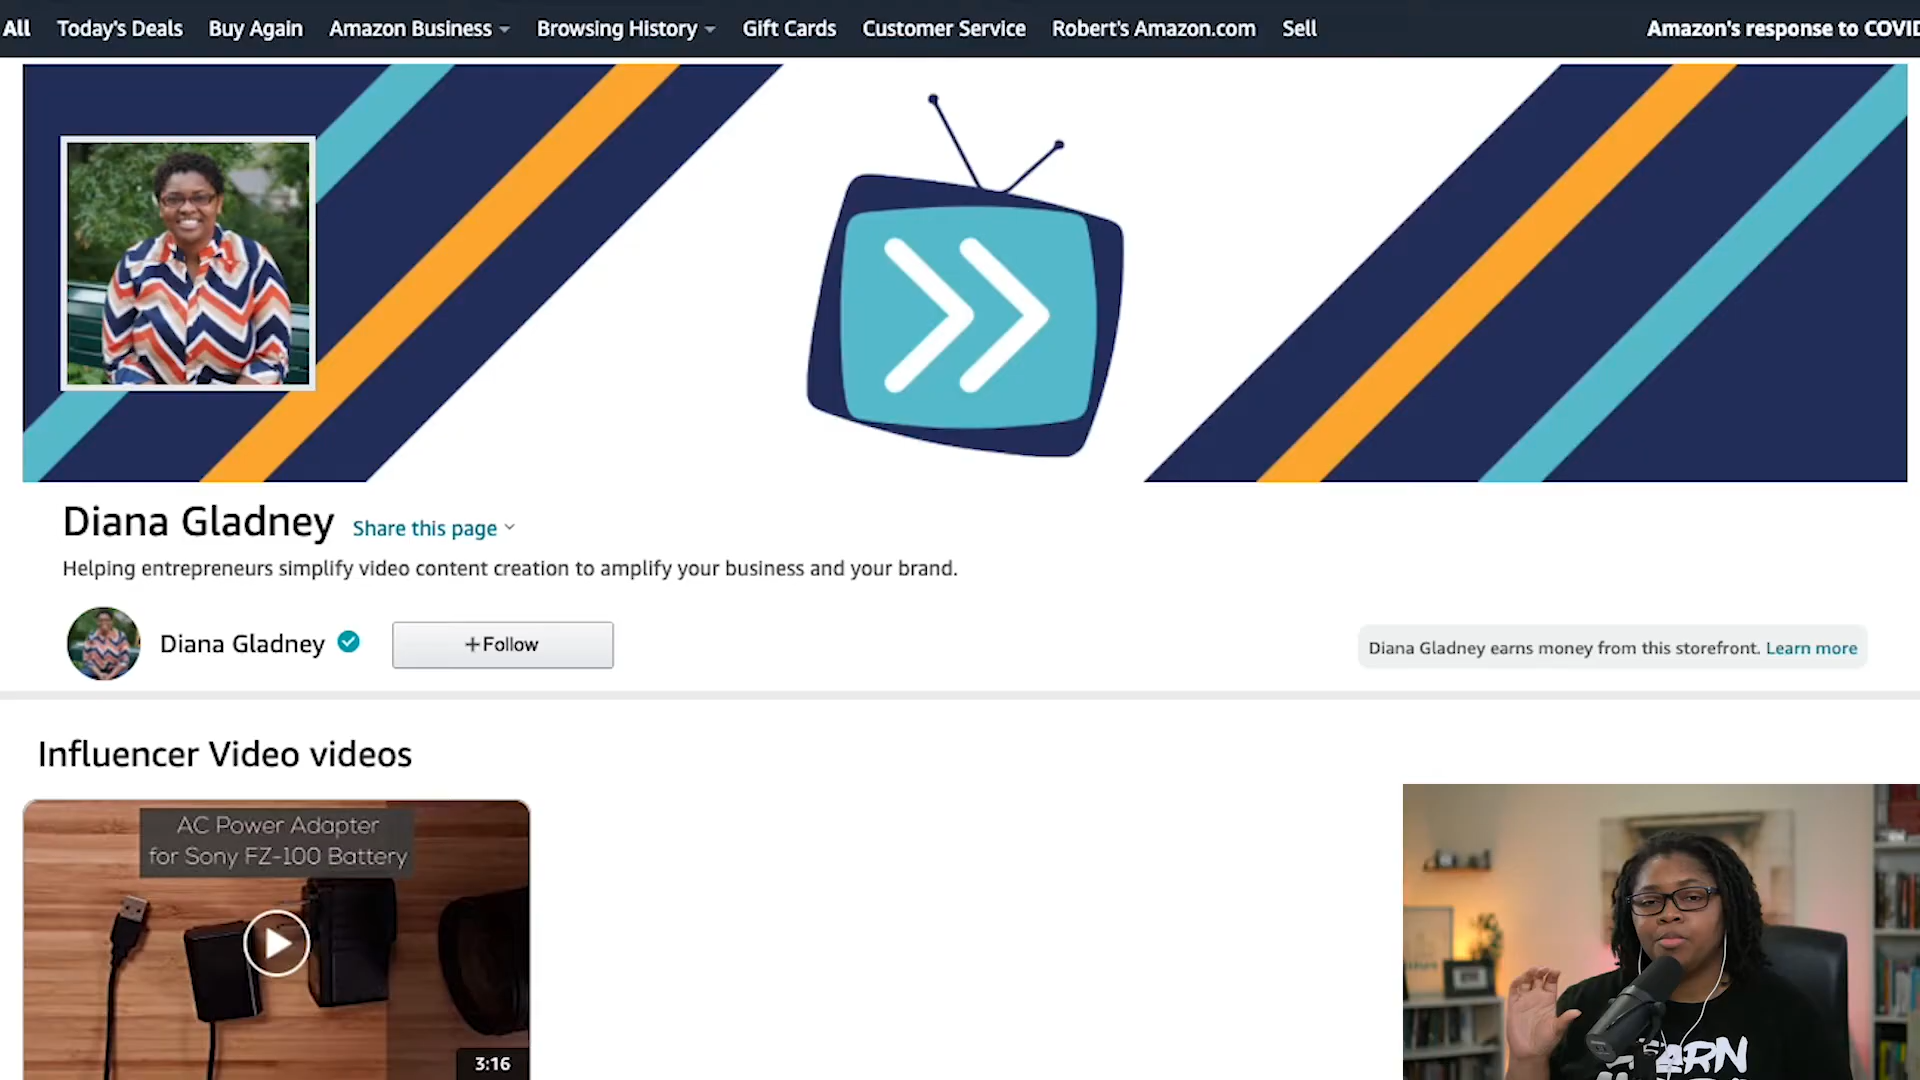 All Today's Deals Buy Again Amazon Business Browsing History Gift Cards Customer Service Robert's Amazon.com Sell Amazon's response to COVID
Diana Gladney Share this page
Helping entrepreneurs simplify video content creation to amplify your business and your brand.
Diana Gladney +Follow Diana Gladney earns money from this storefront. Learn more
Influencer Video videos
AC Power Adapter
for Sony FZ-100 Battery
3:16